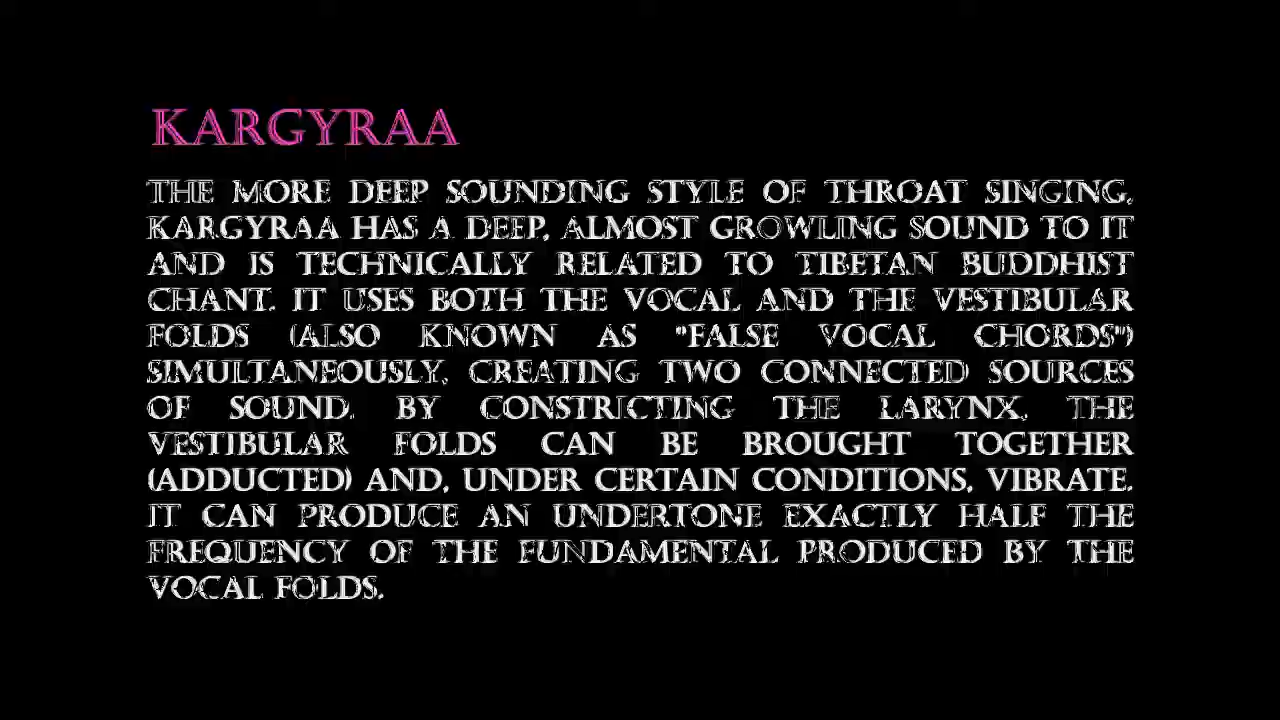 KARGYRAA
THE MORE DEEP SOUNDING STYLE OF THROAT SINGING,
KARGYRAA HAS A DEEP, ALMOST GROWLING SOUND TO IT
AND IS TECHNICALLY RELATED TO TIBETAN BUDDHIST
CHANT. IT USES BOTH THE VOCAL AND THE VESTIBULAR
FOLDS (ALSO KNOWN AS "FALSE VOCAL CHORDS")
SIMULTANEOUSLY, CREATING TWO CONNECTED SOURCES
OF SOUND. BY CONSTRICTING THE LARYNX, THE
VESTIBULAR FOLDS CAN BE BROUGHT TOGETHER
(ADDUCTED) AND, UNDER CERTAIN CONDITIONS, VIBRATE.
IT CAN PRODUCE AN UNDERTONE EXACTLY HALF THE
FREQUENCY OF THE FUNDAMENTAL PRODUCED BY THE
VOCAL FOLDS.